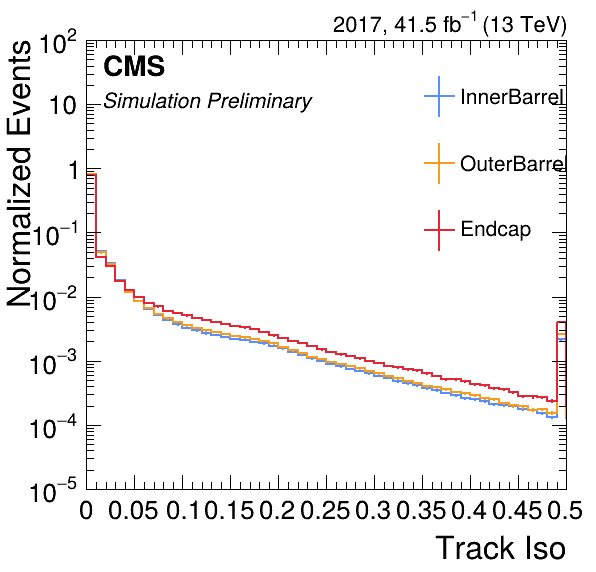 2017, 41.5 fb⁻¹ (13 TeV)
CMS
Simulation Preliminary
InnerBarrel
OuterBarrel
Endcap
Normalized Events
10²
10
1
10⁻¹
10⁻²
10⁻³
10⁻⁴
10⁻⁵
0 0.05 0.1 0.15 0.2 0.25 0.3 0.35 0.4 0.45 0.5
Track Iso